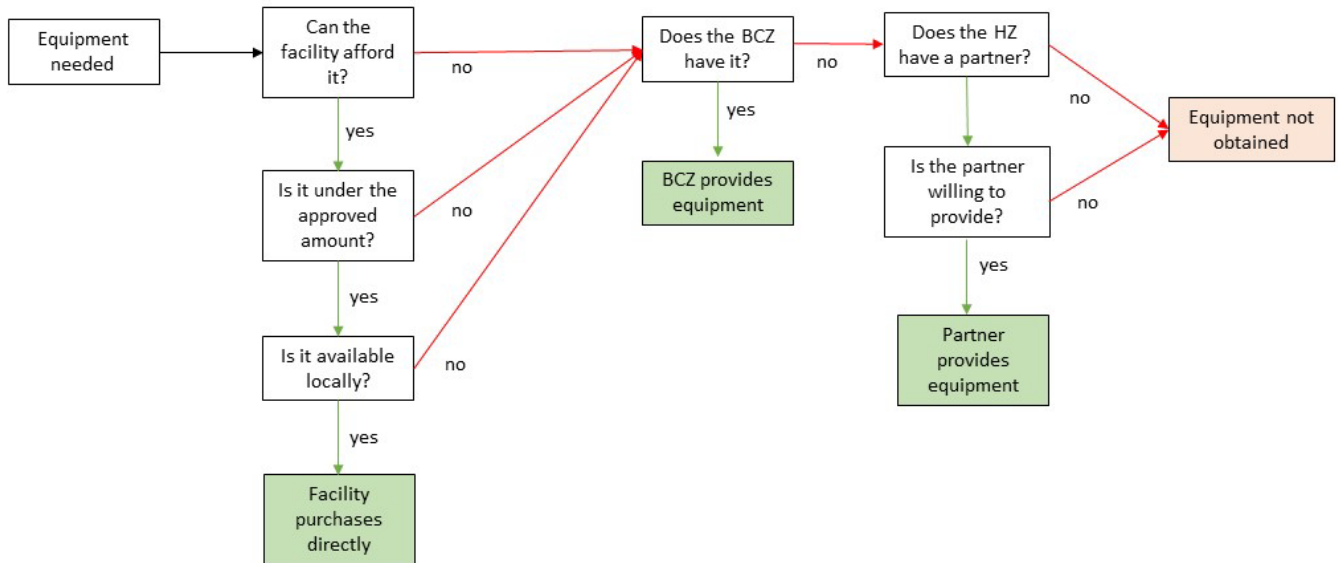 Equipment
needed
Can the
facility afford
it?
no
yes
Is it under the
approved
amount?
no
yes
Is it available
locally?
no
yes
Facility
purchases
directly
Does the BCZ
have it?
no
yes
BCZ provides
equipment
Does the HZ
have a partner?
no
Is the partner
willing to
provide?
no
yes
Partner
provides
equipment
Equipment not
obtained